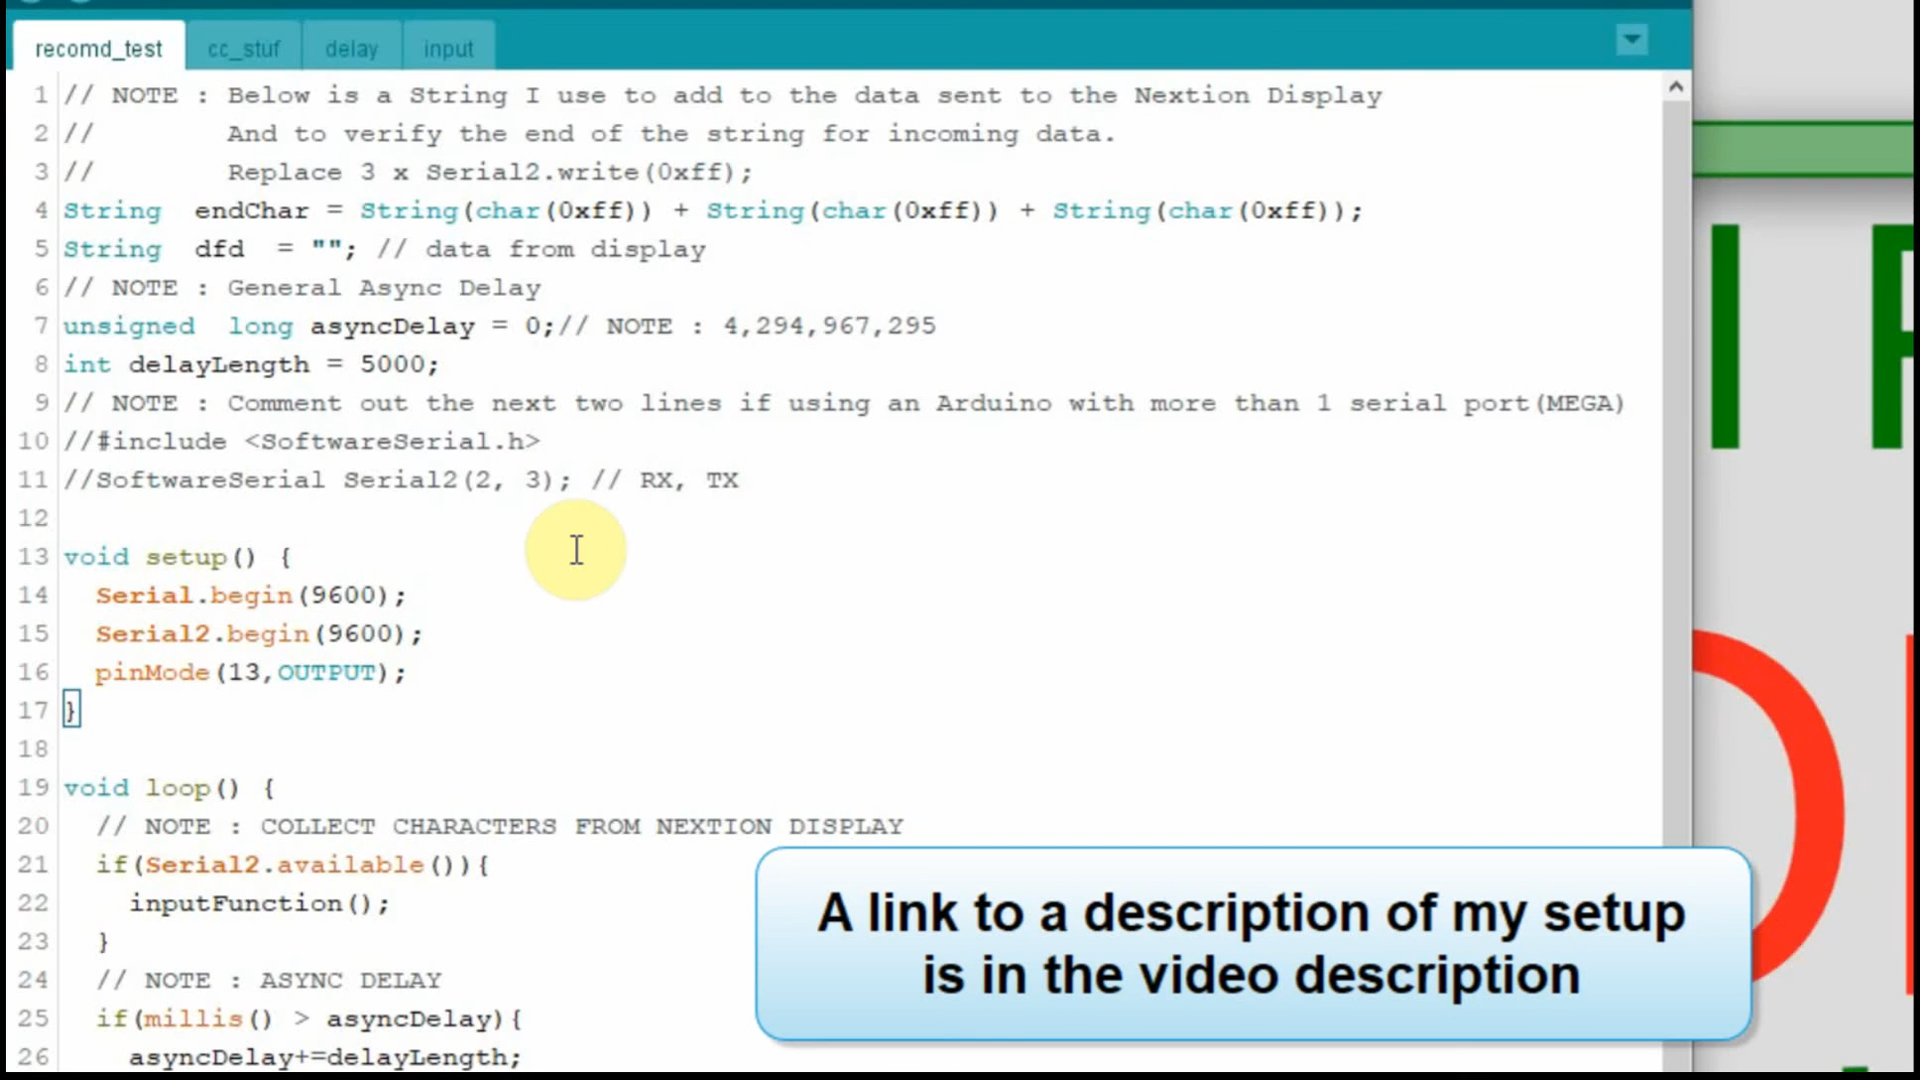 recomd_test cc_stuf delay input
1 // NOTE : Below is a String I use to add to the data sent to the Nextion Display
2 // And to verify the end of the string for incoming data.
3 // Replace 3 x Serial2.write(0xff);
4 String endChar = String(char(0xff)) + String(char(0xff)) + String(char(0xff));
5 String dfd = ""; // data from display
6 // NOTE : General Async Delay
7 unsigned long asyncDelay = 0;// NOTE : 4,294,967,295
8 int delayLength = 5000;
9 // NOTE : Comment out the next two lines if using an Arduino with more than 1 serial port(MEGA)
10 //#include <SoftwareSerial.h>
11 //SoftwareSerial Serial2(2, 3); // RX, TX
12
13 void setup() {
14 Serial.begin(9600);
15 Serial2.begin(9600);
16 pinMode(13,OUTPUT);
17 }
18
19 void loop() {
20 // NOTE : COLLECT CHARACTERS FROM NEXTION DISPLAY
21 if(Serial2.available()){
22 inputFunction();
23 }
24 // NOTE : ASYNC DELAY
25 if(millis() > asyncDelay){
26 asyncDelay+=delayLength;
A link to a description of my setup
is in the video description